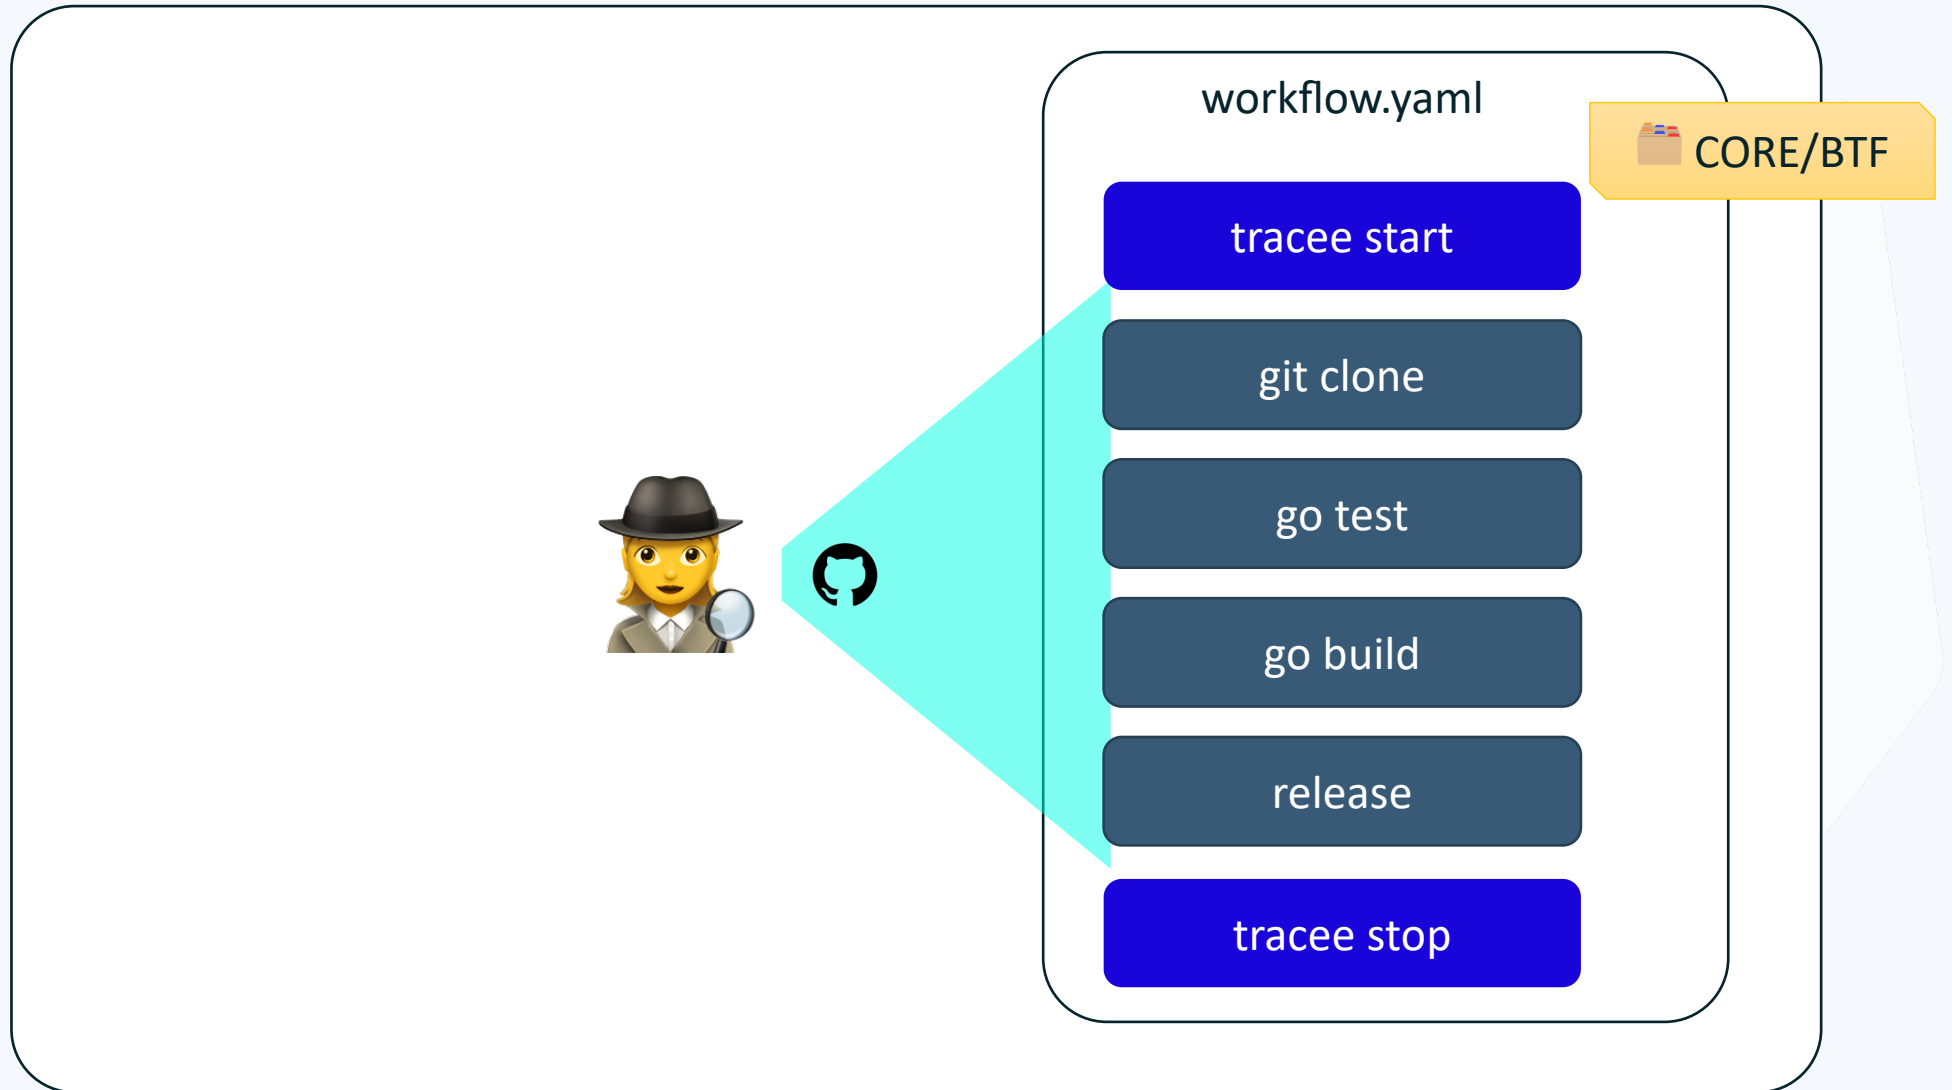 workflow.yaml
CORE/BTF
tracee start
git clone
go test
go build
release
tracee stop